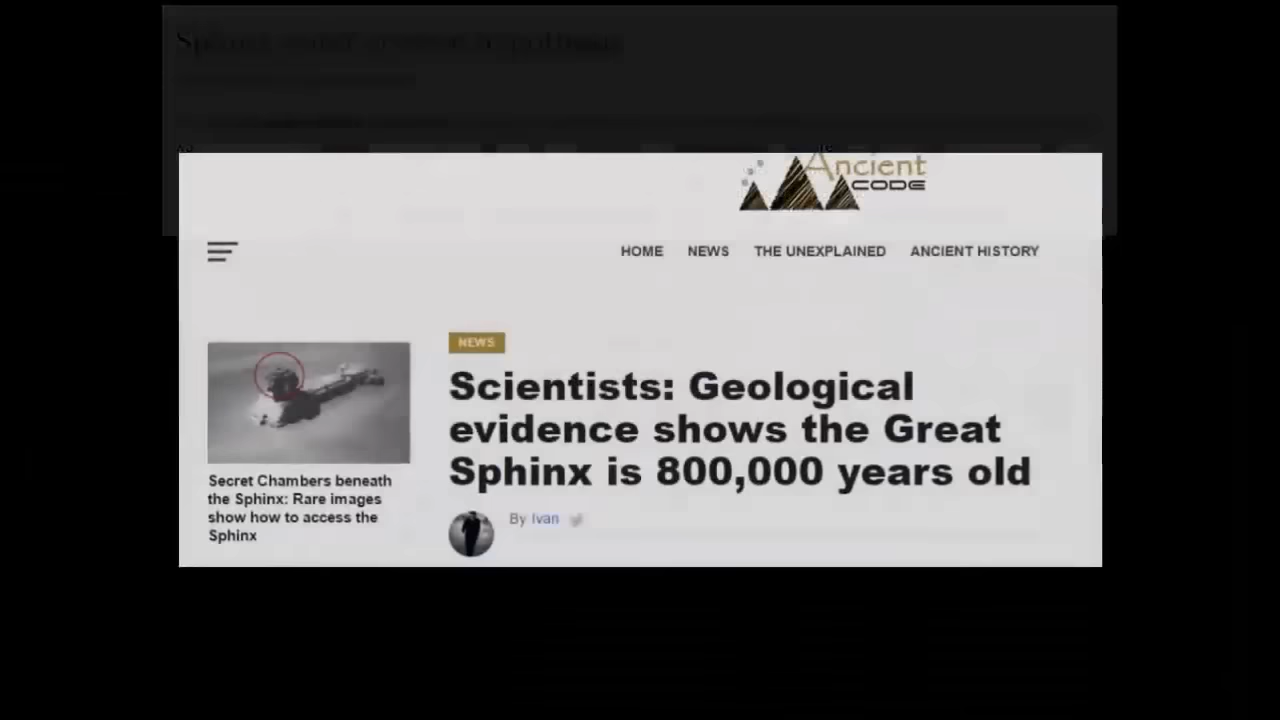 Ancient
CODE
HOME NEWS THE UNEXPLAINED ANCIENT HISTORY
NEWS
Scientists: Geological
evidence shows the Great
Sphinx is 800,000 years old
By Ivan
Secret Chambers beneath
the Sphinx: Rare images
show how to access the
Sphinx